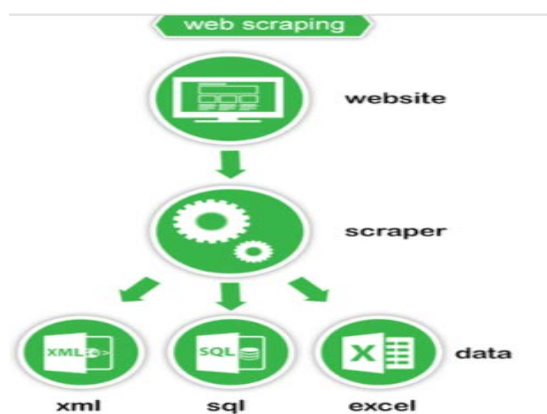 web scraping
website
scraper
XML <>
SQL
X
data
xml
sql
excel